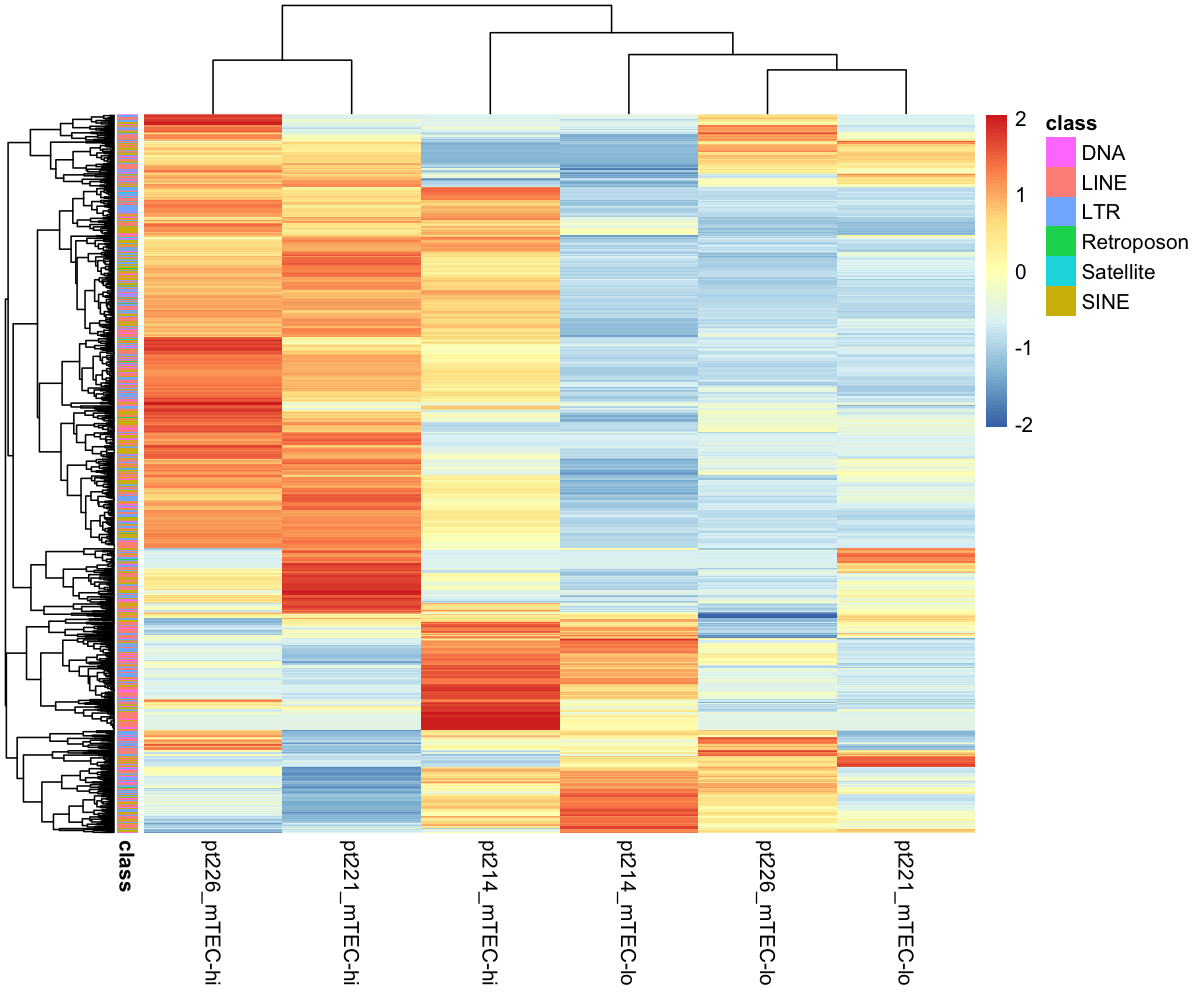 2
1
0
-1
-2
class
DNA
LINE
LTR
Retroposon
Satellite
SINE
class
pt226_mTEC-hi
pt221_mTEC-hi
pt214_mTEC-hi
pt214_mTEC-lo
pt226_mTEC-lo
pt221_mTEC-lo